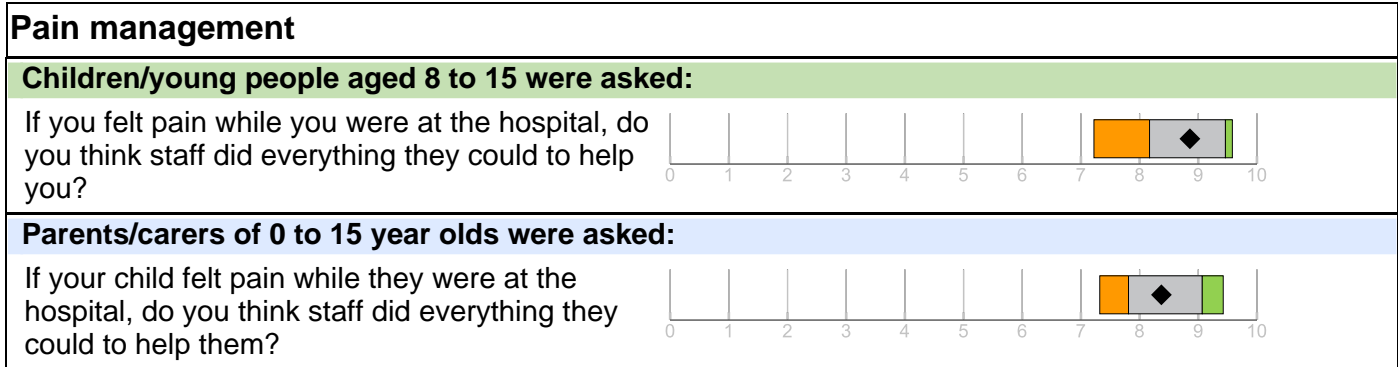 Pain management
Children/young people aged 8 to 15 were asked:
If you felt pain while you were at the hospital, do
you think staff did everything they could to help
you?
0 1 2 3 4 5 6 7 8 9 10
Parents/carers of 0 to 15 year olds were asked:
If your child felt pain while they were at the
hospital, do you think staff did everything they
could to help them?
0 1 2 3 4 5 6 7 8 9 10